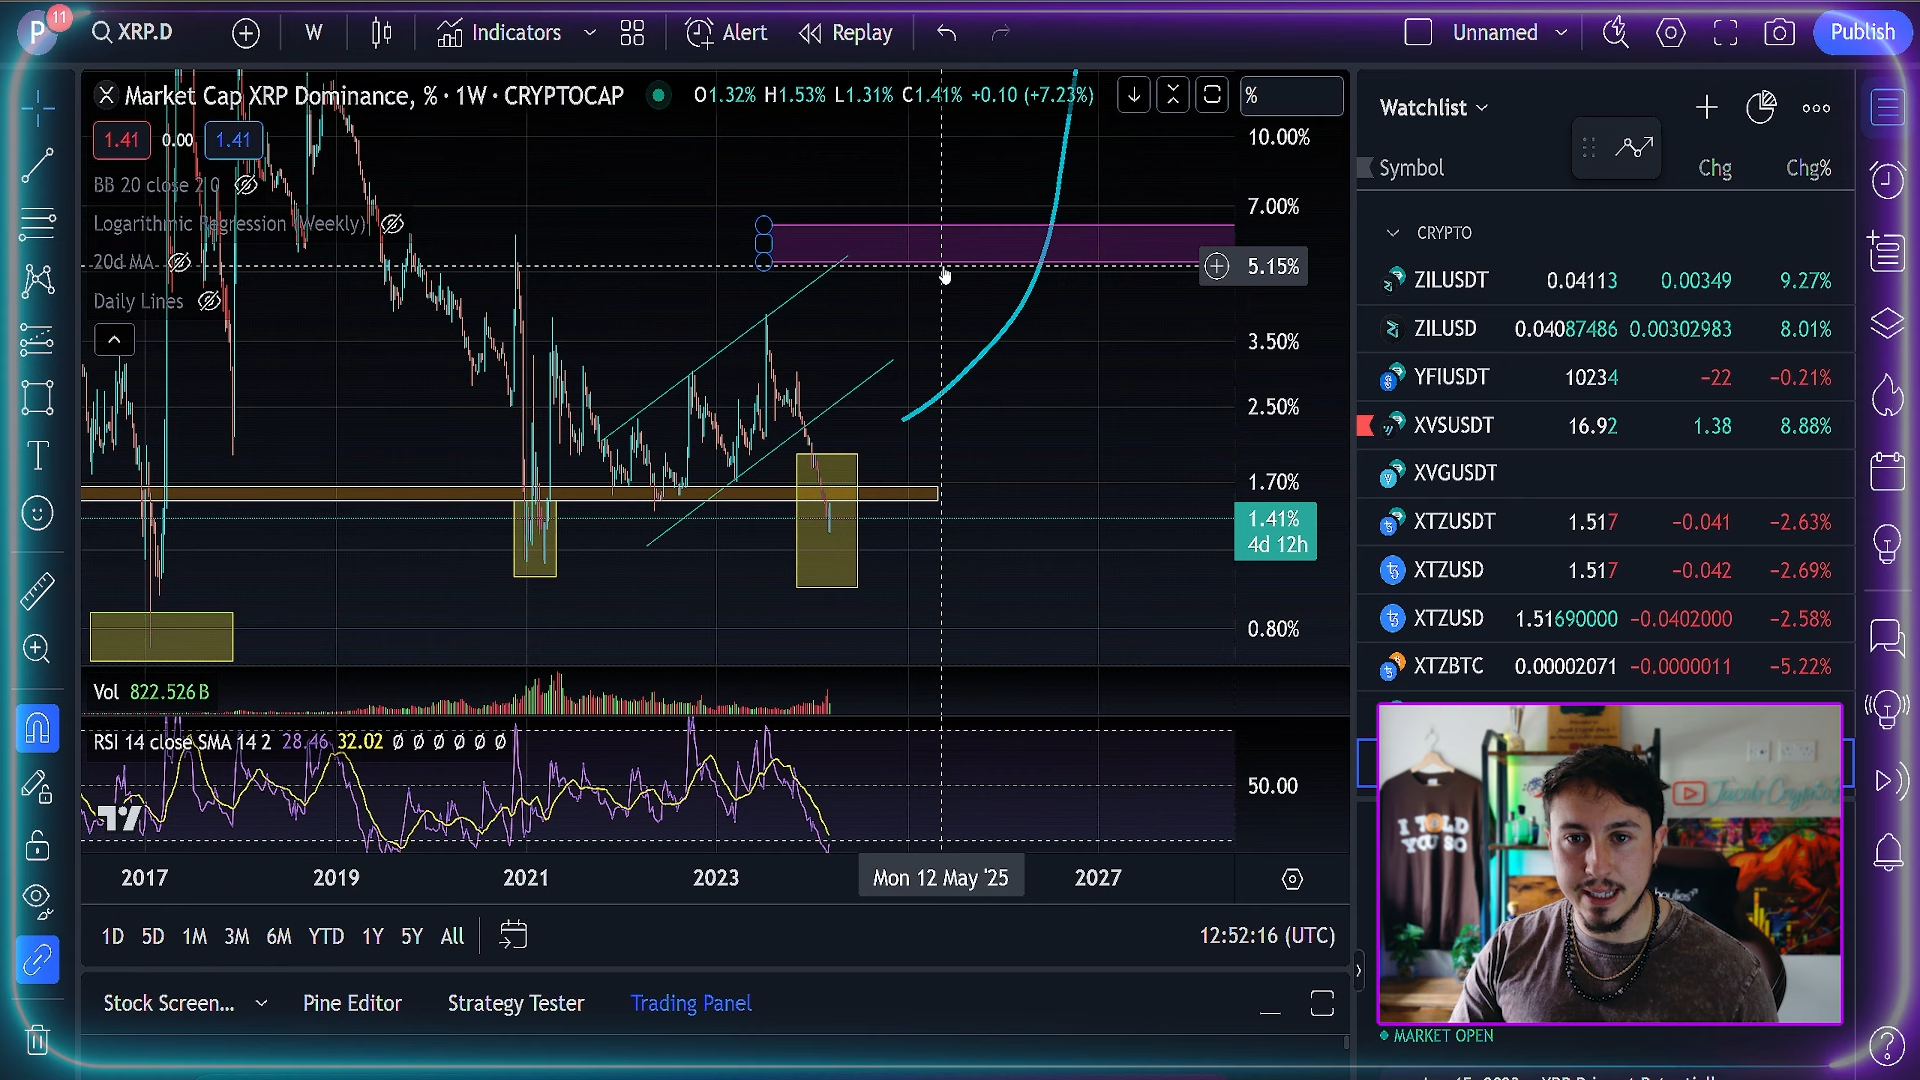 P 11 XRP.D W Indicators Alert Replay Unnamed Publish
Market Cap XRP Dominance, % · 1W · CRYPTOCAP O1.32% H1.53% L1.31% C1.41% +0.10 (+7.23%) %
1.41 0.00 1.41
BB 20 close 2 0
Logarithmic Regression (Weekly)
20d MA
Daily Lines
10.00%
7.00%
5.15%
3.50%
2.50%
1.70%
1.41%
4d 12h
0.80%
Vol 822.526B
RSI 14 close SMA 14 2 28.46 32.02 Ø Ø Ø Ø Ø Ø
50.00
2017 2019 2021 2023 Mon 12 May '25 2027
1D 5D 1M 3M 6M YTD 1Y 5Y All 12:52:16 (UTC)
Stock Screen... Pine Editor Strategy Tester Trading Panel
Watchlist
Symbol Chg Chg%
CRYPTO
ZILUSDT 0.04113 0.00349 9.27%
ZILUSD 0.04087486 0.00302983 8.01%
YFIUSDT 10234 −22 −0.21%
XVSUSDT 16.92 1.38 8.88%
XVGUSDT
XTZUSDT 1.517 −0.041 −2.63%
XTZUSD 1.517 −0.042 −2.69%
XTZUSD 1.51690000 −0.0402000 −2.58%
XTZBTC 0.00002071 −0.0000011 −5.22%
I TOLD
YOU SO
MARKET OPEN